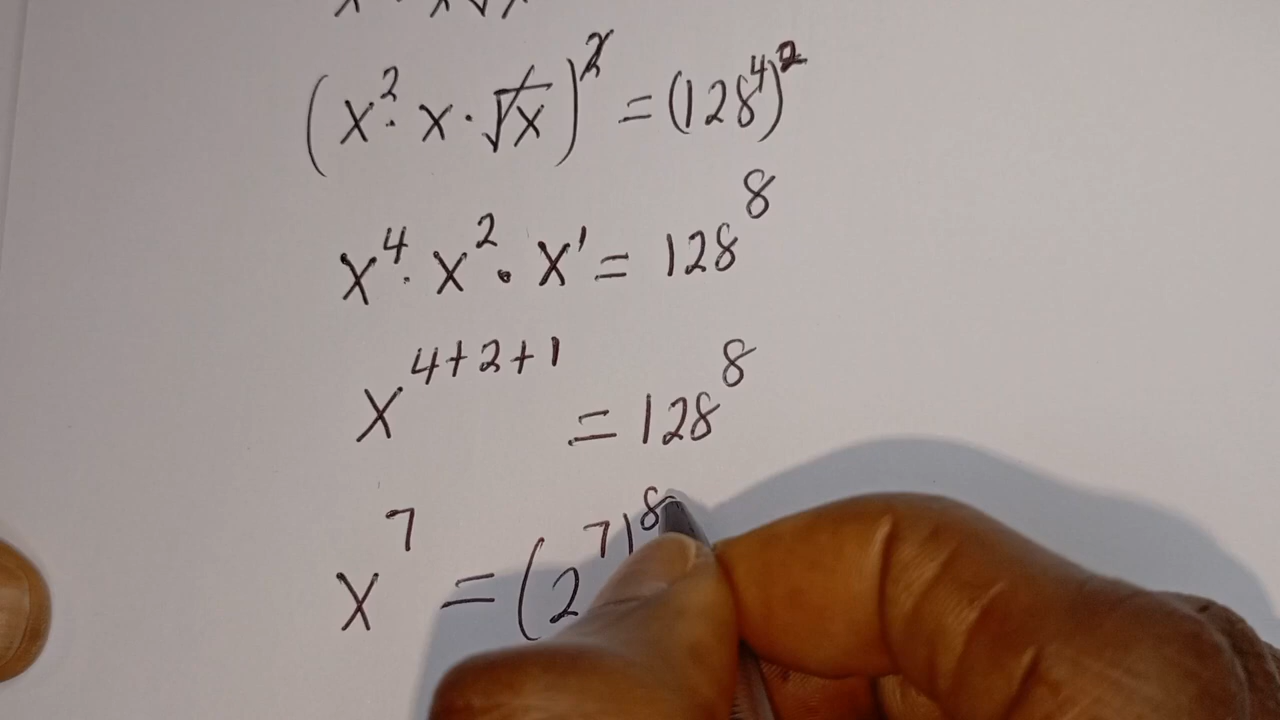 (x² · x · √x)² = (128⁴)²
x⁴ · x² · x¹ = 128⁸
x⁴⁺²⁺¹ = 128⁸
x⁷ = (2⁷)⁸